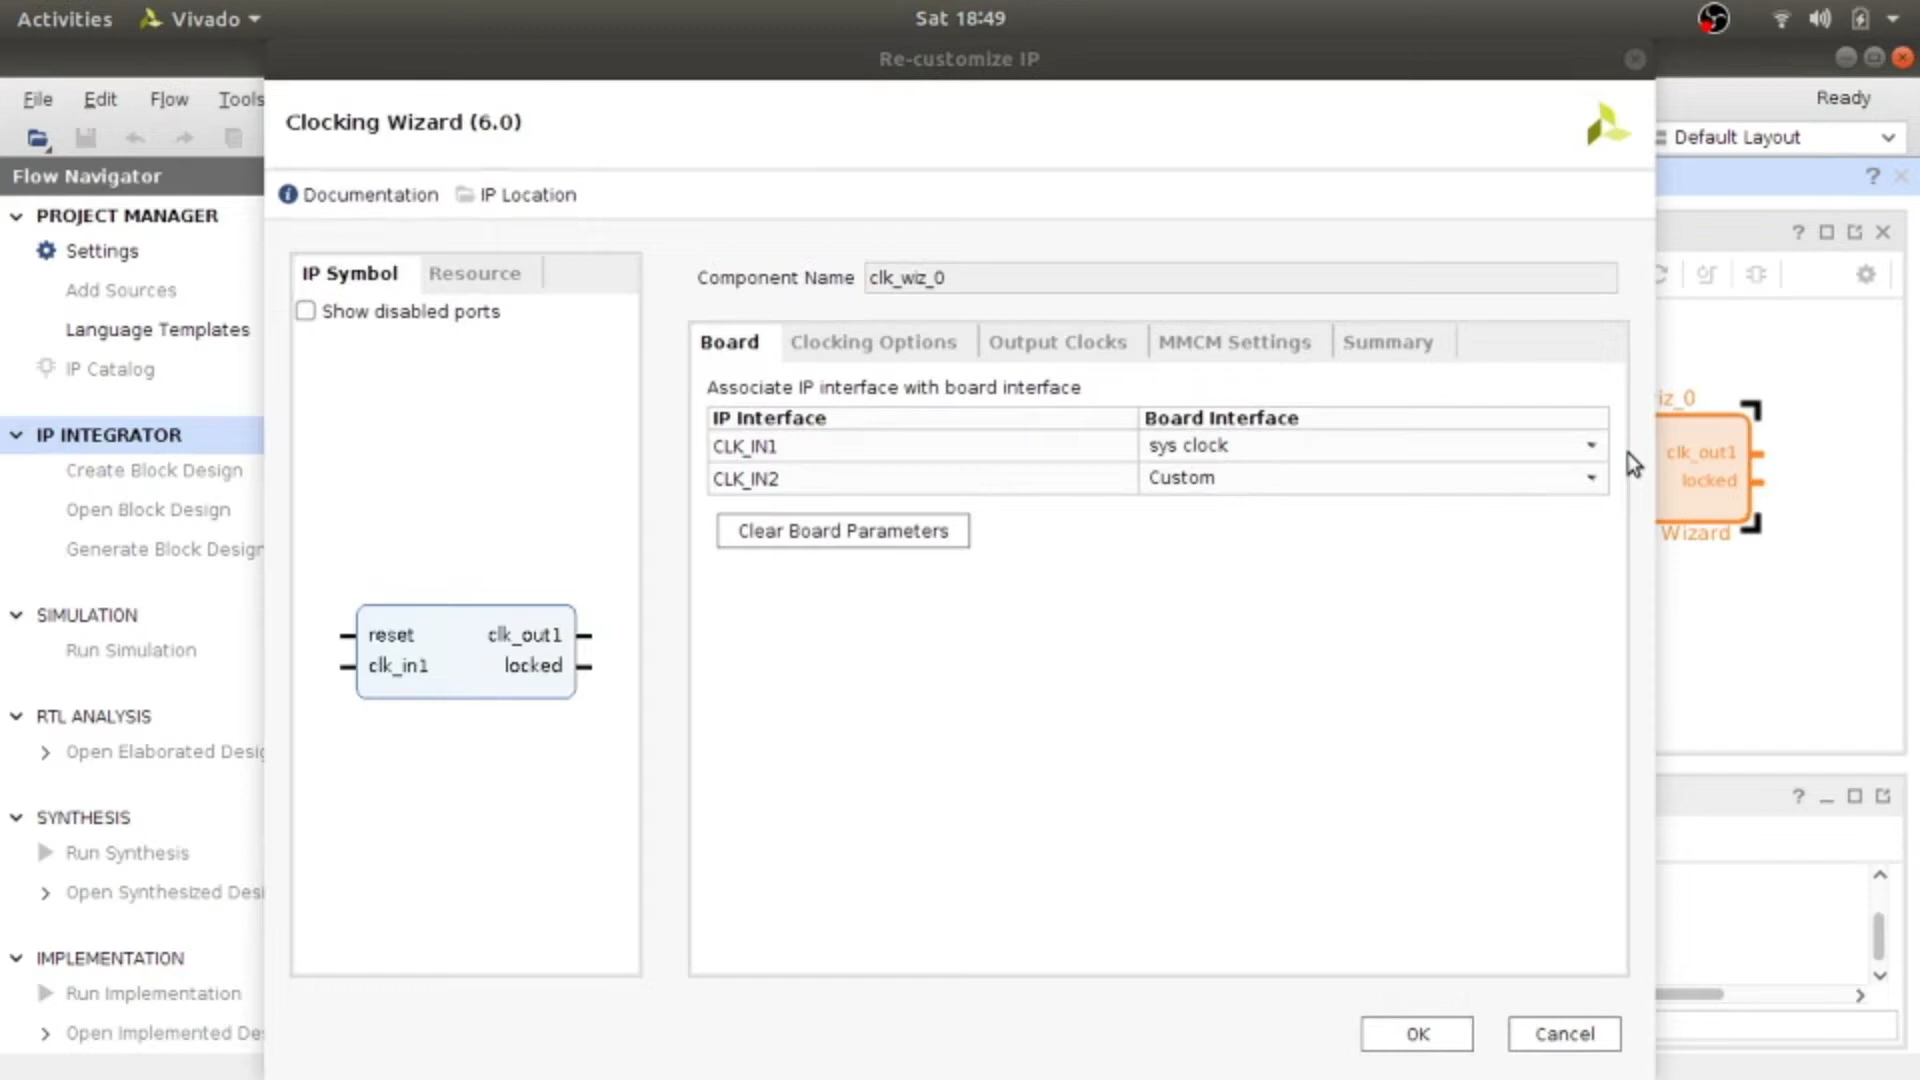 Activities Vivado Sat 18:49
Re-customize IP
File Edit Flow Tools Ready
Clocking Wizard (6.0)
Default Layout
Flow Navigator
Documentation IP Location
?
PROJECT MANAGER
Settings
Add Sources
Language Templates
IP Catalog
IP INTEGRATOR
Create Block Design
Open Block Design
Generate Block Design
SIMULATION
Run Simulation
RTL ANALYSIS
Open Elaborated Desig
SYNTHESIS
Run Synthesis
Open Synthesized Desi
IMPLEMENTATION
Run Implementation
Open Implemented De
IP Symbol Resource
Show disabled ports
reset clk_out1
clk_in1 locked
Component Name clk_wiz_0
Board Clocking Options Output Clocks MMCM Settings Summary
Associate IP interface with board interface
IP Interface Board Interface
CLK_IN1 sys clock
CLK_IN2 Custom
Clear Board Parameters
OK Cancel
?
iz_0
clk_out1
locked
Wizard
?